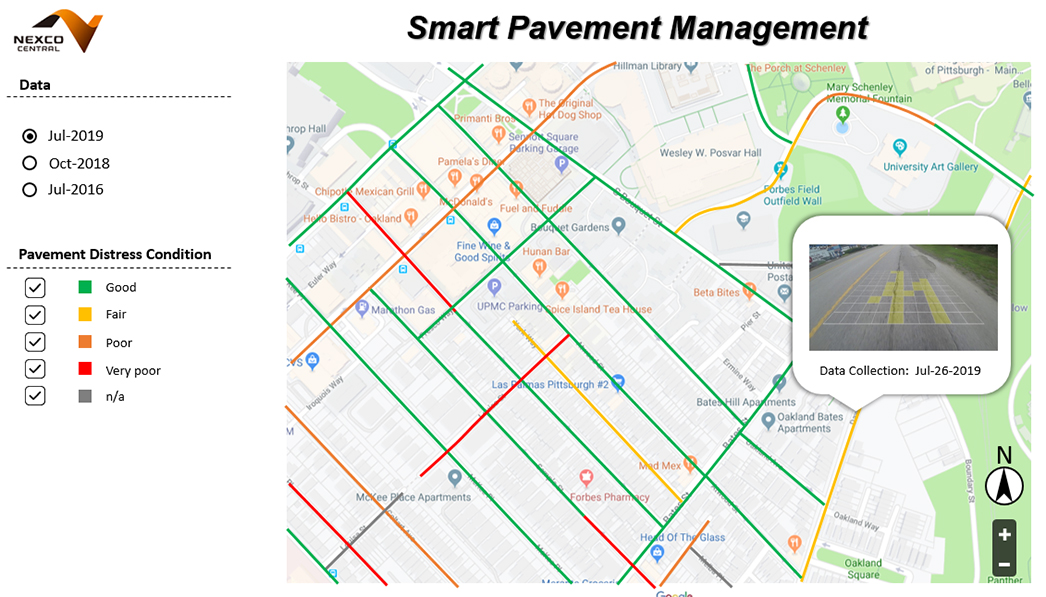 Smart Pavement Management
NEXCO
CENTRAL
Data
Jul-2019
Oct-2018
Jul-2016
Pavement Distress Condition
Good
Fair
Poor
Very poor
n/a
Hillman Library
The Porch at Schenley
of Pittsburgh - Main...
Mary Schenley
Memorial Fountain
The Original
Hot Dog Shop
Primanti Bros
Sennott Square
Parking Garage
Wesley W. Posvar Hall
University Art Gallery
Pamela's Diner
Chipotle Mexican Grill
McDonald's
Fuel and Fuddle
Forbes Field
Outfield Wall
Hello Bistro - Oakland
S Bouquet St
Bouquet Gardens
Fine Wine &
Good Spirits
Hunan Bar
Euler Way
Beta Bites
UPMC Parking
Spice Island Tea House
Marathon Gas
Pier St
CVS
Las Palmas Pittsburgh #2
Ermine Way
Iroquois Way
Bates Hill Apartments
Oakland Bates
Apartments
Data Collection: Jul-26-2019
N
Mad Mex
McKee Place Apartments
Forbes Pharmacy
Bates St
Boundary St
Oakland Way
Head Of The Glass
Oakland
Square
+
−
Panther
Google